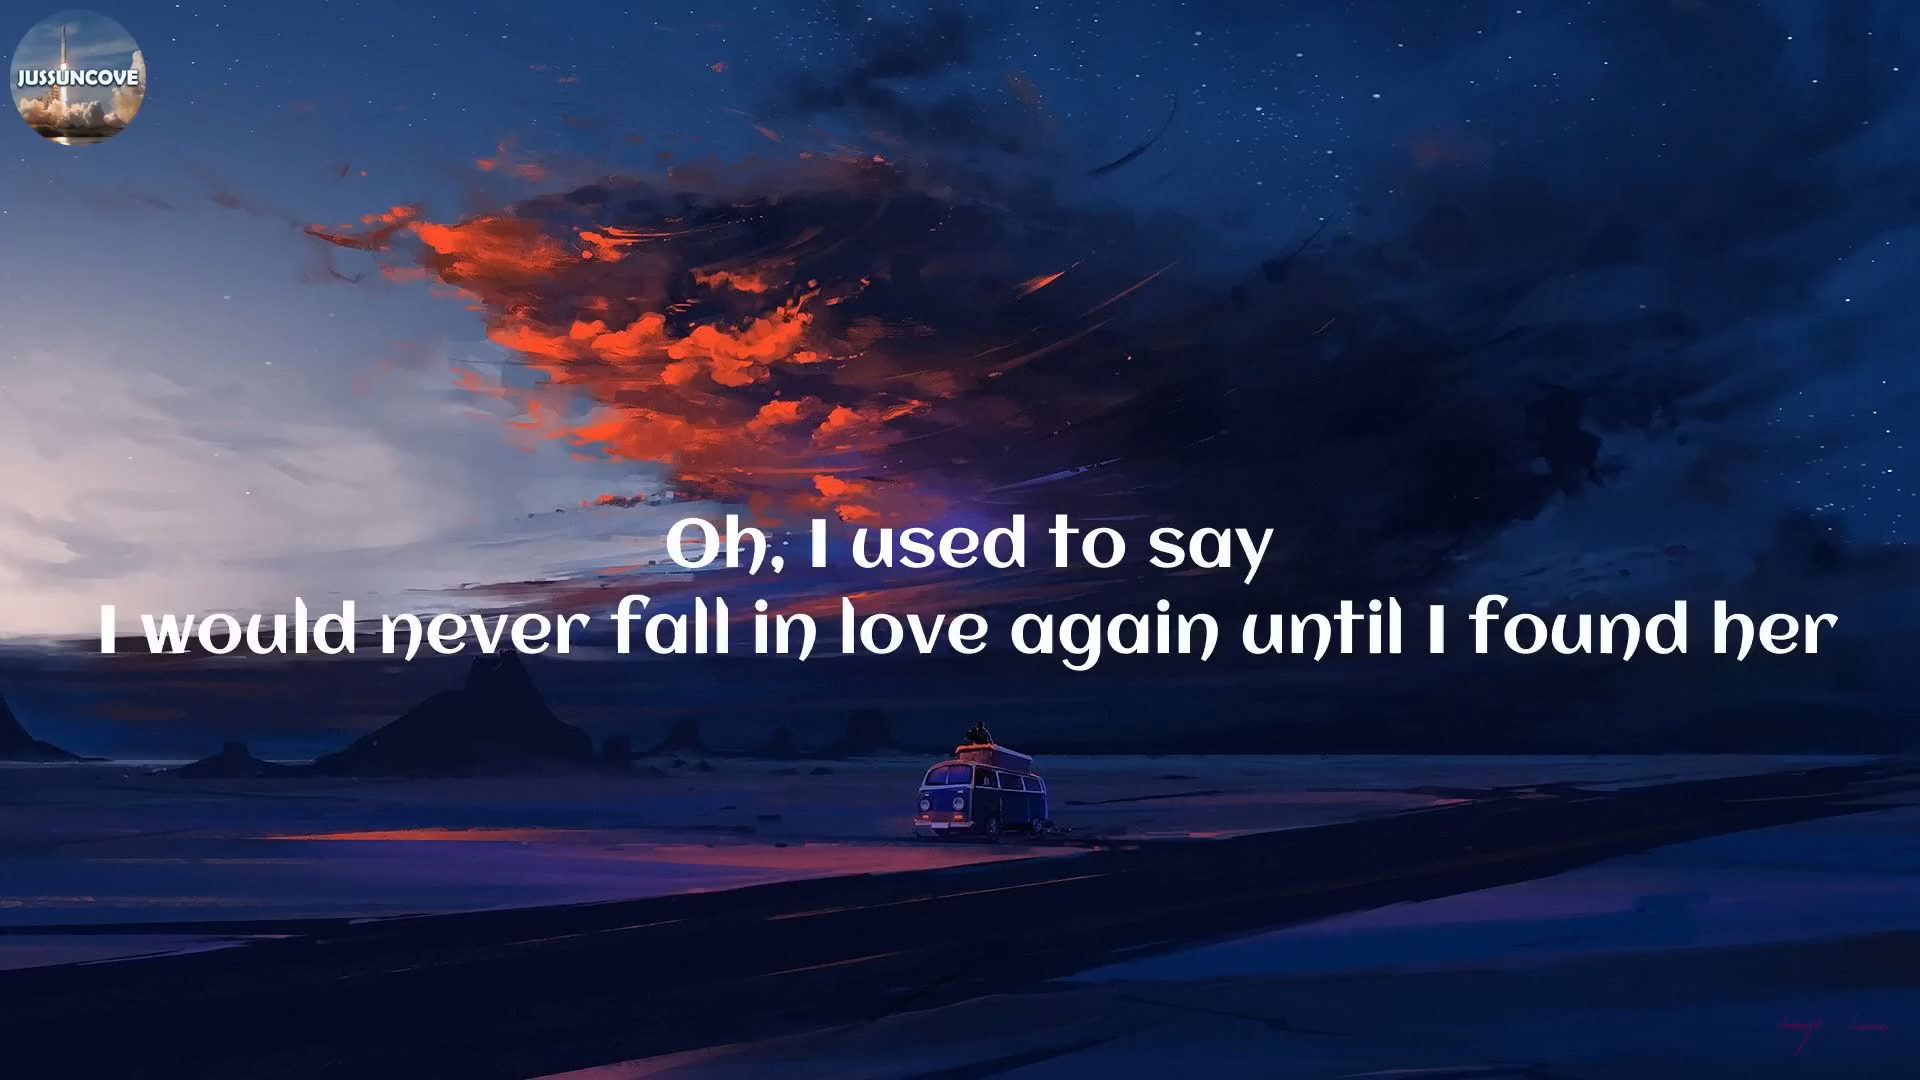 JUSSUNCOVE
Oh, I used to say
I would never fall in love again until I found her